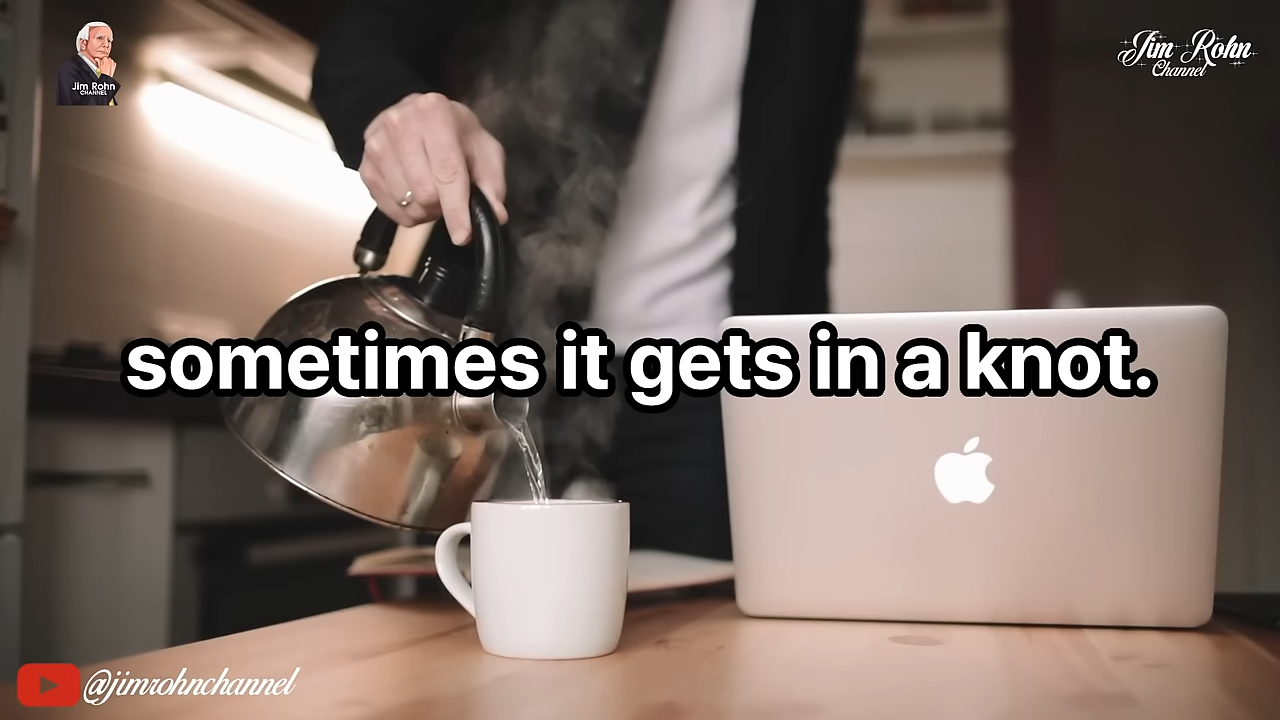 Jim Rohn
CHANNEL
Jim Rohn
Channel
sometimes it gets in a knot.
@jimrohnchannel